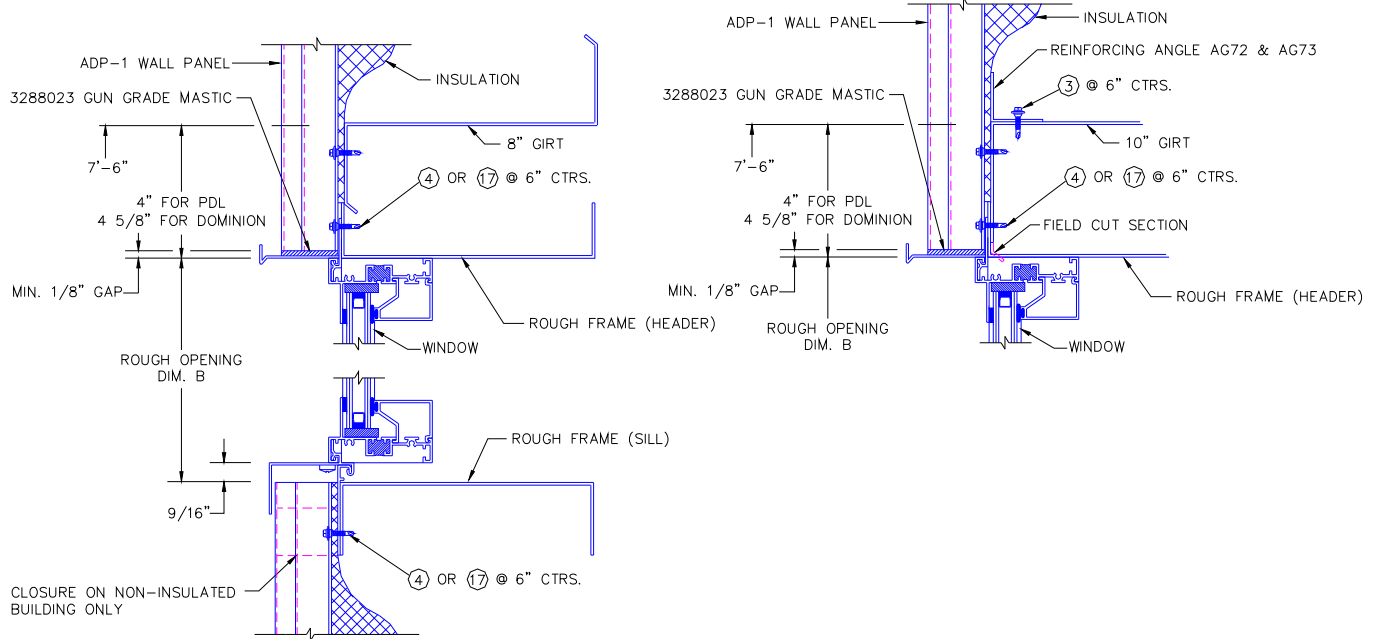 ADP-1 WALL PANEL
INSULATION
3288023 GUN GRADE MASTIC
8" GIRT
7'-6"
4 OR 17 @ 6" CTRS.
4" FOR PDL
4 5/8" FOR DOMINION
MIN. 1/8" GAP
ROUGH FRAME (HEADER)
WINDOW
ROUGH OPENING
DIM. B
ROUGH FRAME (SILL)
9/16"
4 OR 17 @ 6" CTRS.
CLOSURE ON NON-INSULATED
BUILDING ONLY
ADP-1 WALL PANEL
INSULATION
REINFORCING ANGLE AG72 & AG73
3 @ 6" CTRS.
3288023 GUN GRADE MASTIC
10" GIRT
7'-6"
4 OR 17 @ 6" CTRS.
4" FOR PDL
4 5/8" FOR DOMINION
FIELD CUT SECTION
MIN. 1/8" GAP
ROUGH FRAME (HEADER)
ROUGH OPENING
DIM. B
WINDOW